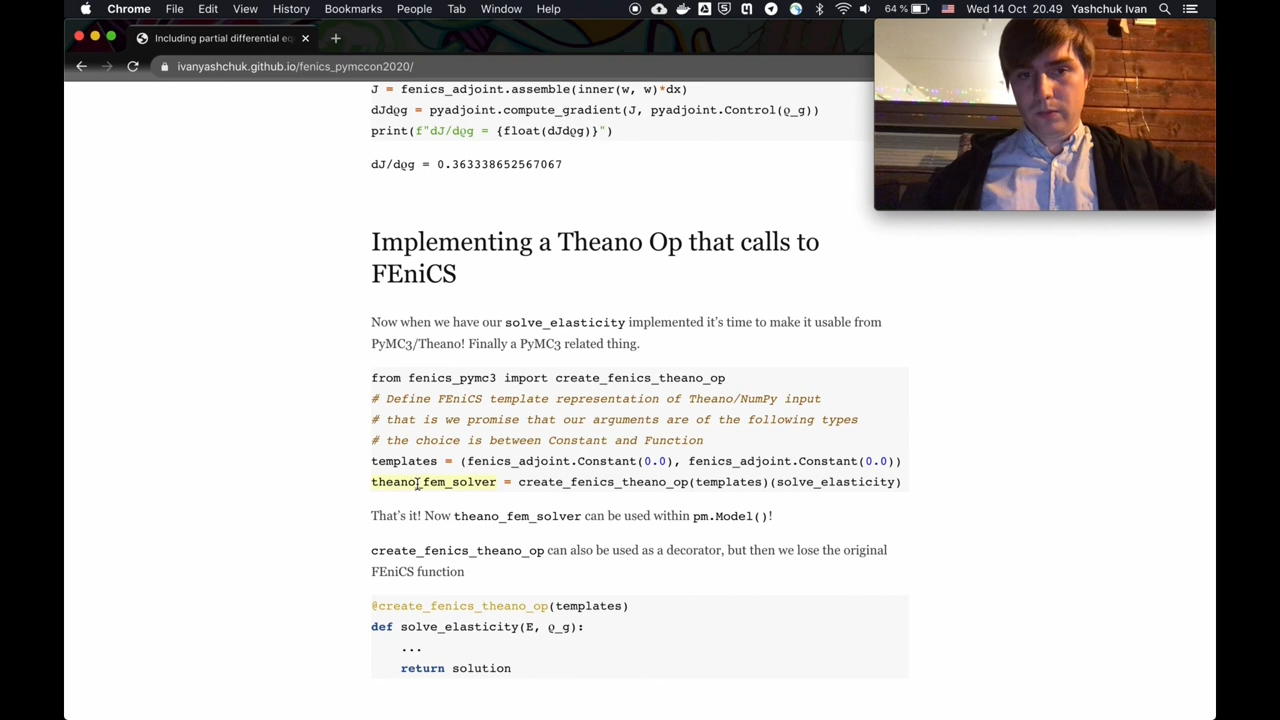 Chrome File Edit View History Bookmarks People Tab Window Help 64 % Wed 14 Oct 20.49 Yashchuk Ivan
Including partial differential eq
ivanyashchuk.github.io/fenics_pymccon2020/
J = fenics_adjoint.assemble(inner(w, w)*dx)
dJdϱg = pyadjoint.compute_gradient(J, pyadjoint.Control(ϱ_g))
print(f"dJ/dϱg = {float(dJdϱg)}")
dJ/dϱg = 0.363338652567067
Implementing a Theano Op that calls to
FEniCS
Now when we have our solve_elasticity implemented it’s time to make it usable from
PyMC3/Theano! Finally a PyMC3 related thing.
from fenics_pymc3 import create_fenics_theano_op
# Define FEniCS template representation of Theano/NumPy input
# that is we promise that our arguments are of the following types
# the choice is between Constant and Function
templates = (fenics_adjoint.Constant(0.0), fenics_adjoint.Constant(0.0))
theano_fem_solver = create_fenics_theano_op(templates)(solve_elasticity)
That’s it! Now theano_fem_solver can be used within pm.Model()!
create_fenics_theano_op can also be used as a decorator, but then we lose the original
FEniCS function
@create_fenics_theano_op(templates)
def solve_elasticity(E, ϱ_g):
...
return solution